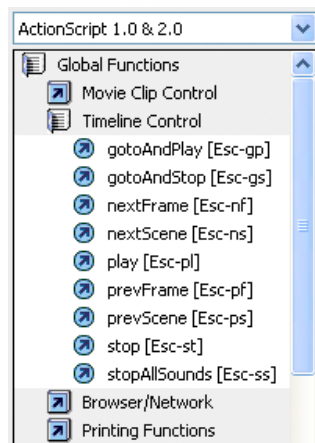 ActionScript 1.0 & 2.0
Global Functions
Movie Clip Control
Timeline Control
gotoAndPlay [Esc-gp]
gotoAndStop [Esc-gs]
nextFrame [Esc-nf]
nextScene [Esc-ns]
play [Esc-pl]
prevFrame [Esc-pf]
prevScene [Esc-ps]
stop [Esc-st]
stopAllSounds [Esc-ss]
Browser/Network
Printing Functions